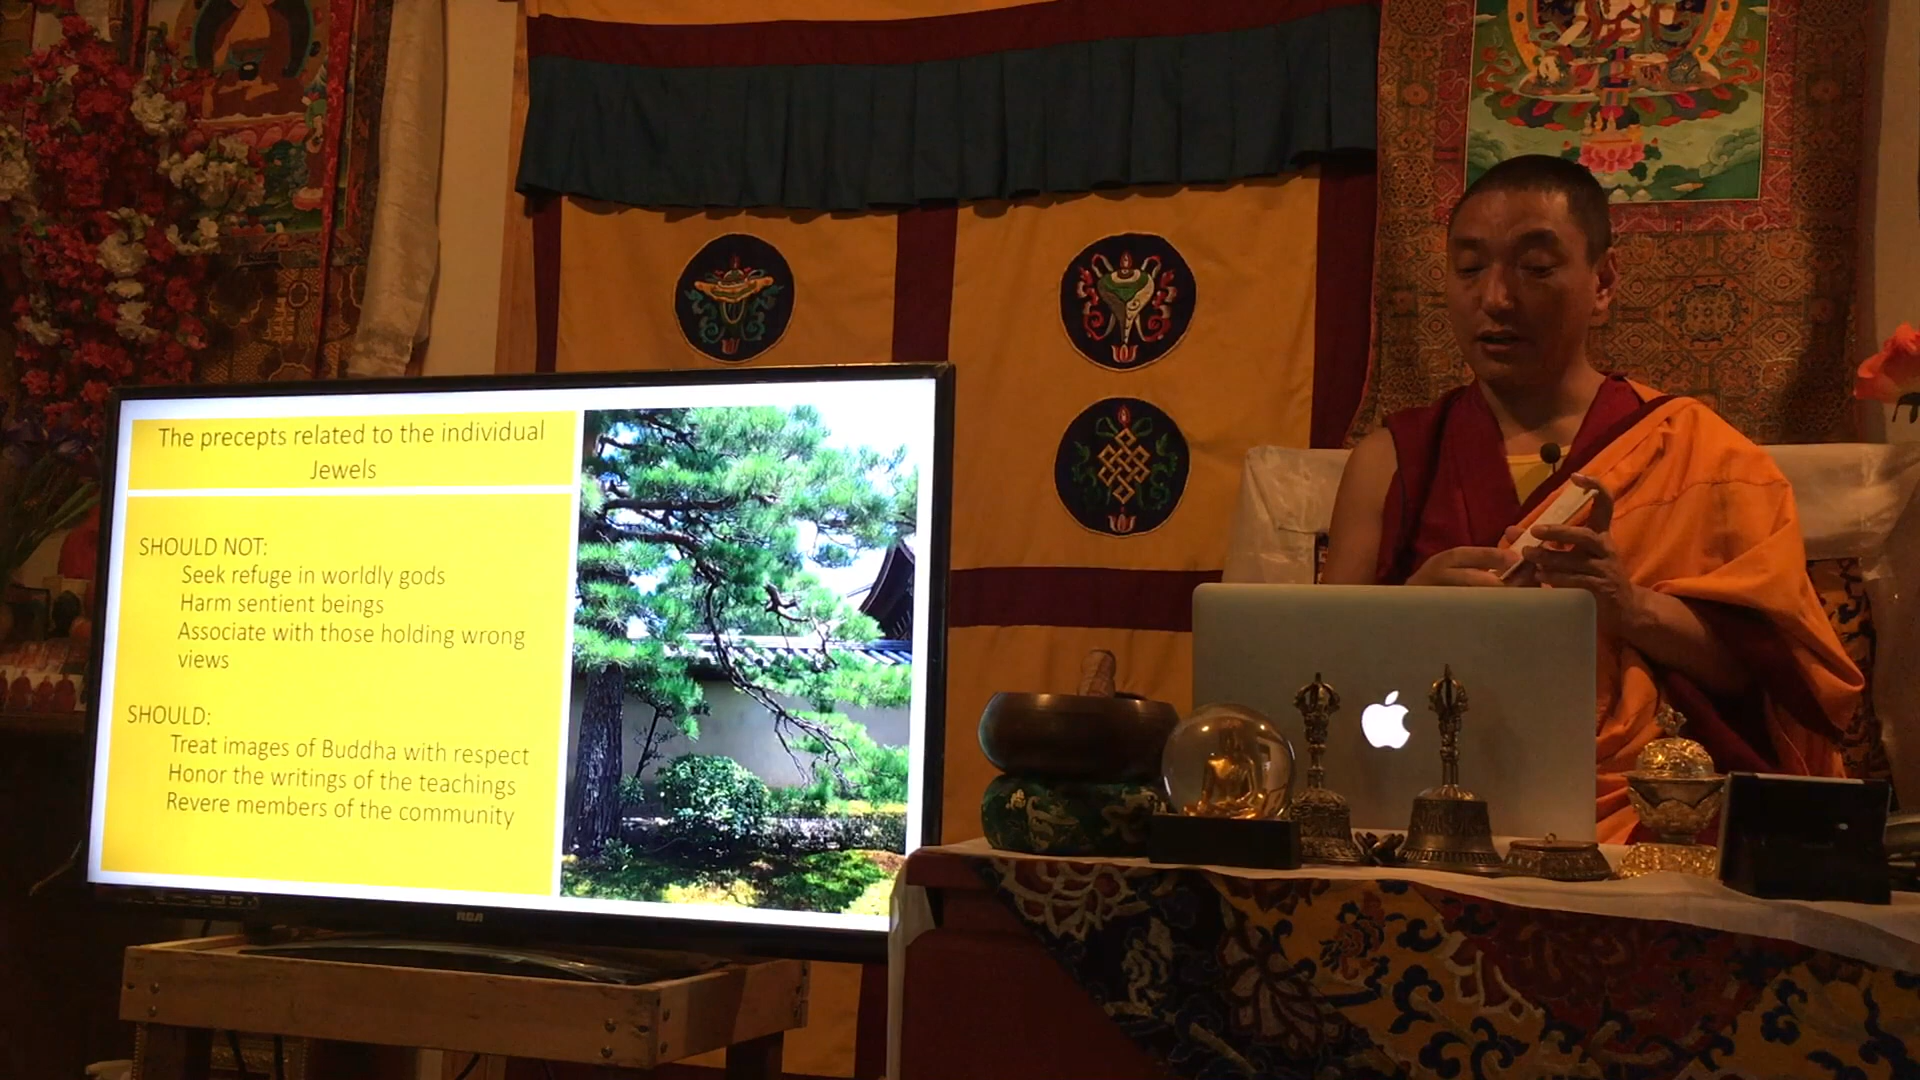 The precepts related to the individual
Jewels
SHOULD NOT:
Seek refuge in worldly gods
Harm sentient beings
Associate with those holding wrong
views
SHOULD:
Treat images of Buddha with respect
Honor the writings of the teachings
Revere members of the community
RCA